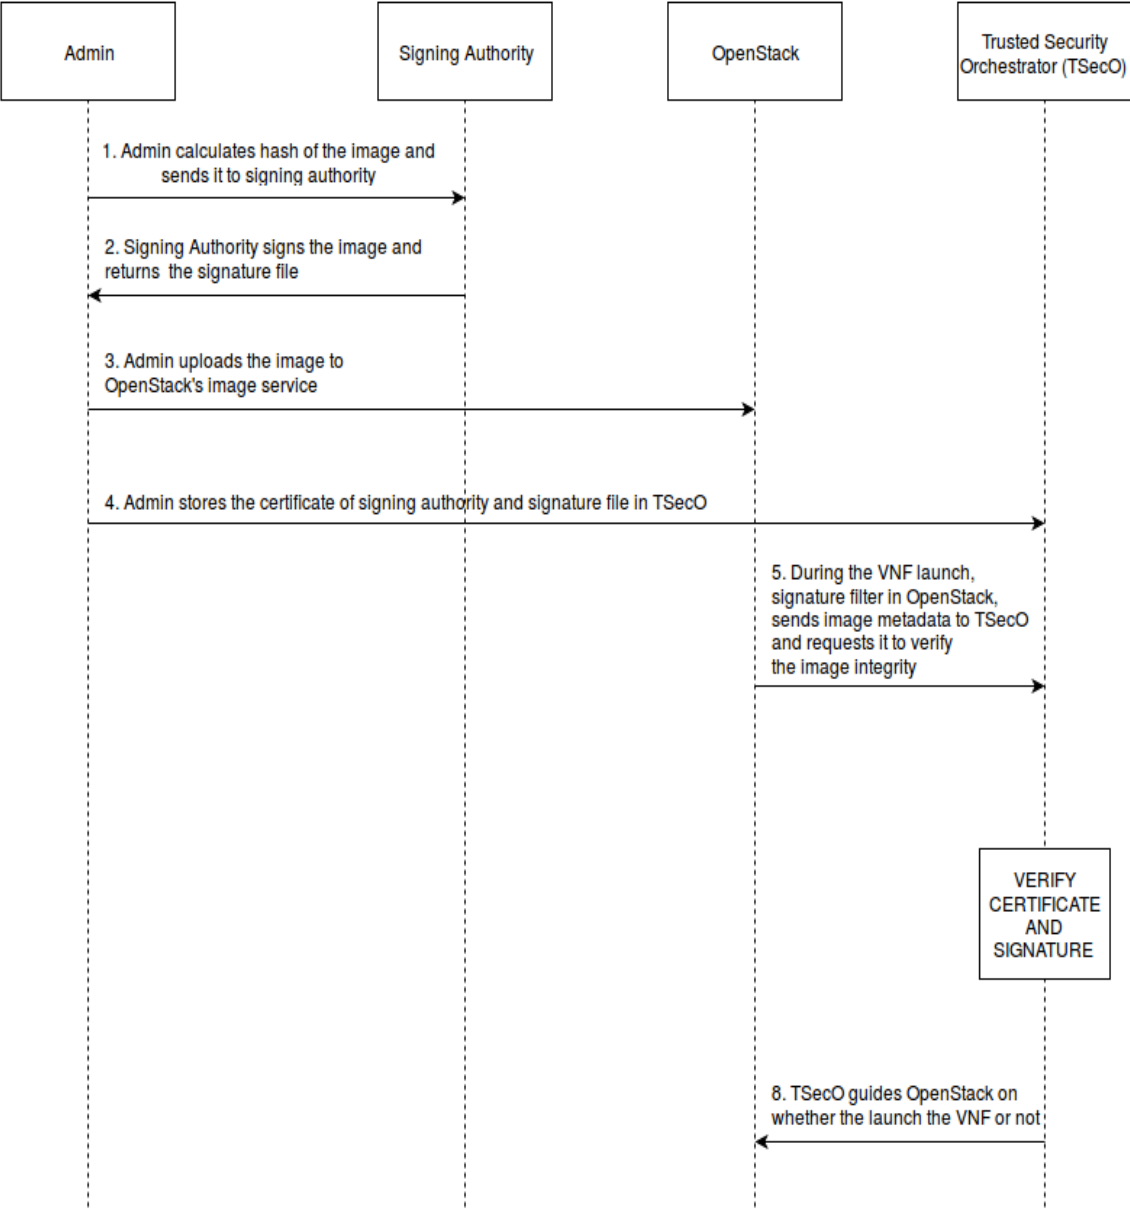 Admin
Signing Authority
OpenStack
Trusted Security
Orchestrator (TSecO)
1. Admin calculates hash of the image and
sends it to signing authority
2. Signing Authority signs the image and
returns the signature file
3. Admin uploads the image to
OpenStack's image service
4. Admin stores the certificate of signing authority and signature file in TSecO
5. During the VNF launch,
signature filter in OpenStack,
sends image metadata to TSecO
and requests it to verify
the image integrity
VERIFY
CERTIFICATE
AND
SIGNATURE
8. TSecO guides OpenStack on
whether the launch the VNF or not